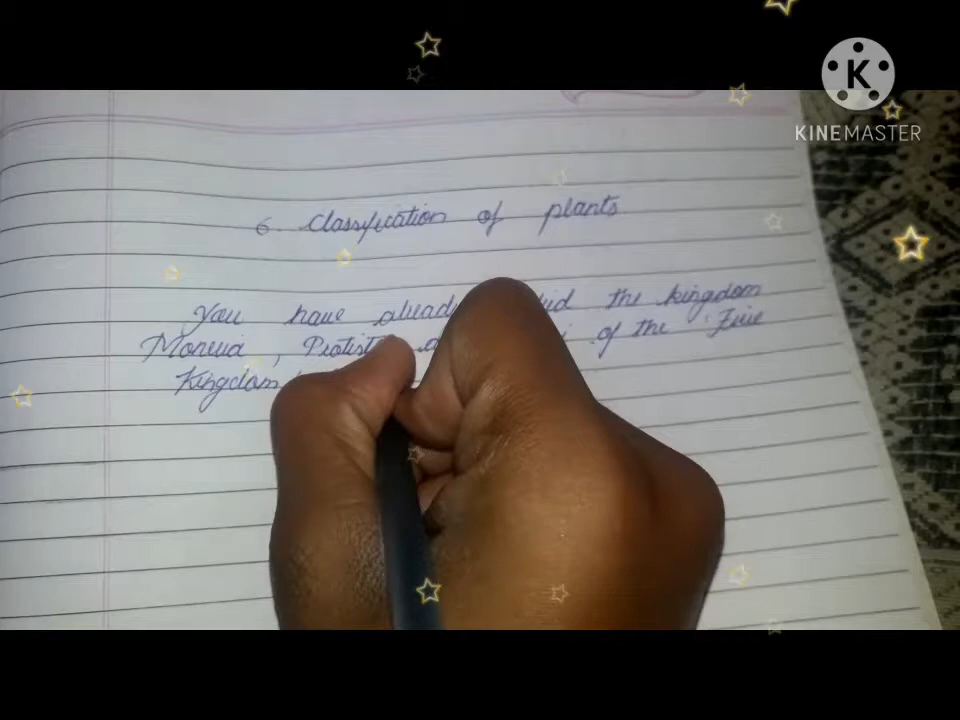 KINEMASTER
6. Classification of plants
You have already the kingdom
Monera, Protist of the Five
Kingdom